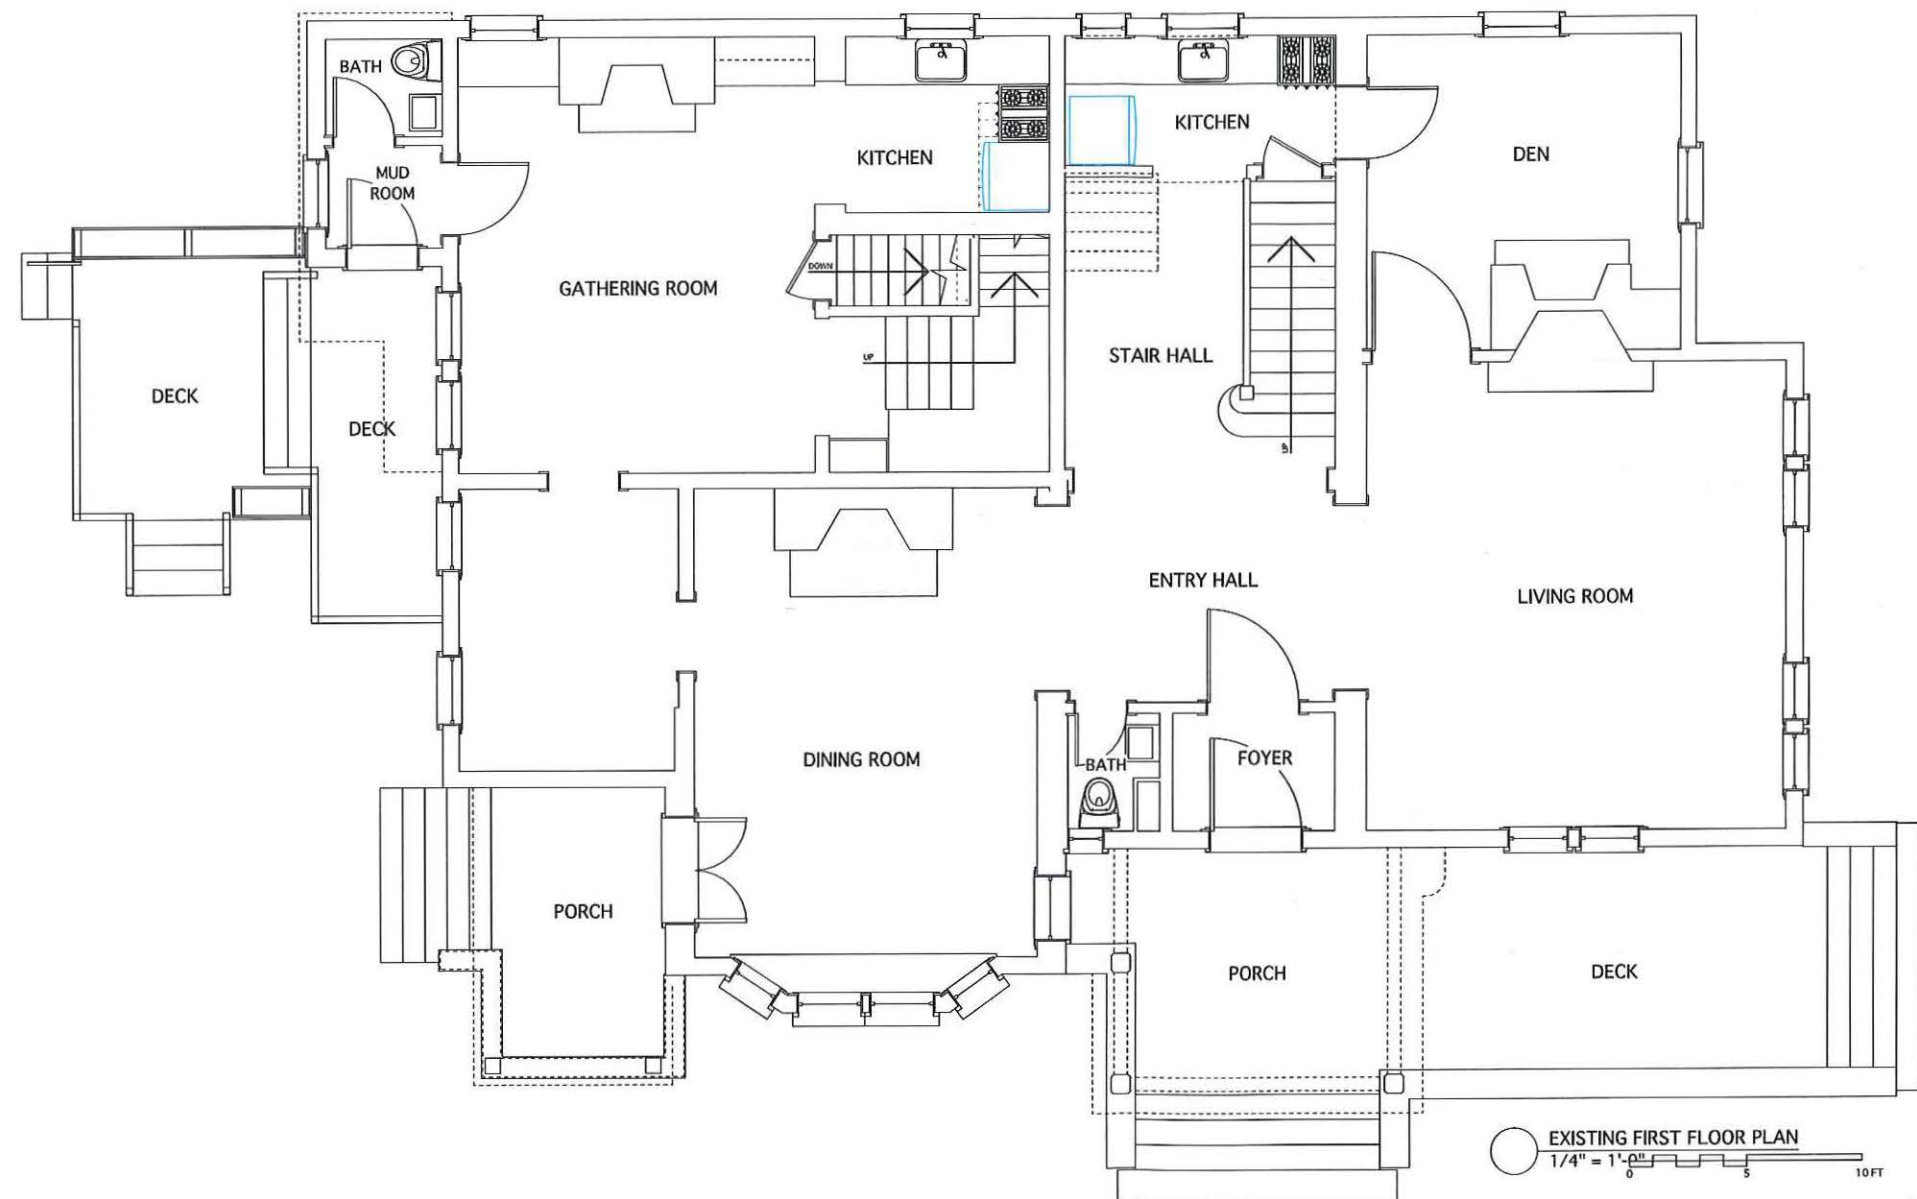 BATH
KITCHEN
MUD
ROOM
KITCHEN
DEN
DOWN
GATHERING ROOM
UP
STAIR HALL
DECK
DECK
UP
ENTRY HALL
LIVING ROOM
DINING ROOM
BATH
FOYER
PORCH
PORCH
DECK
EXISTING FIRST FLOOR PLAN
1/4" = 1'-0"
0 5 10 FT